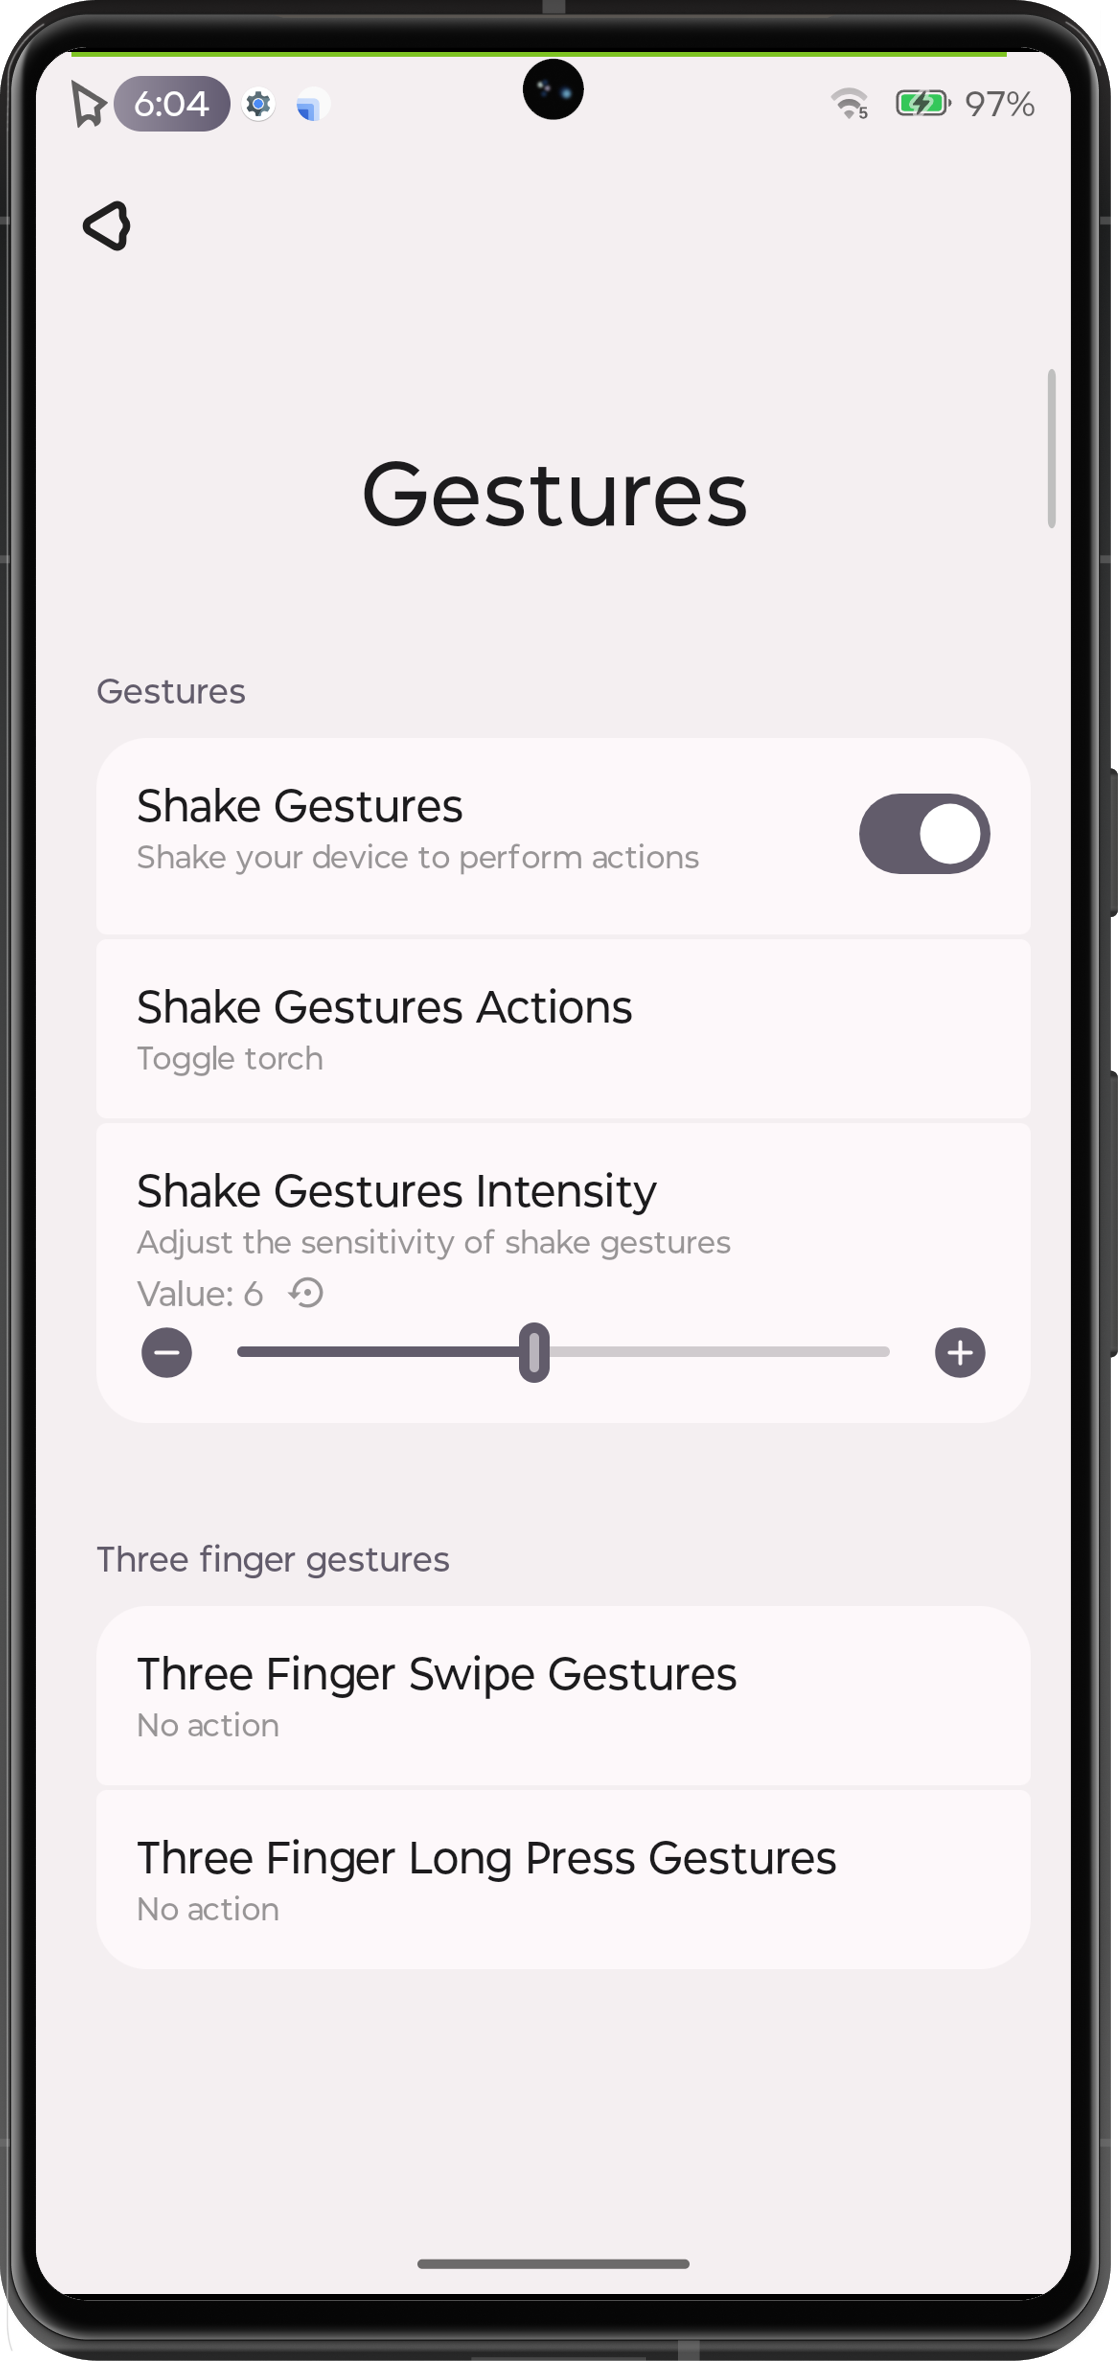 6:04
5
97%
Gestures
Gestures
Shake Gestures
Shake your device to perform actions
Shake Gestures Actions
Toggle torch
Shake Gestures Intensity
Adjust the sensitivity of shake gestures
Value: 6
Three finger gestures
Three Finger Swipe Gestures
No action
Three Finger Long Press Gestures
No action